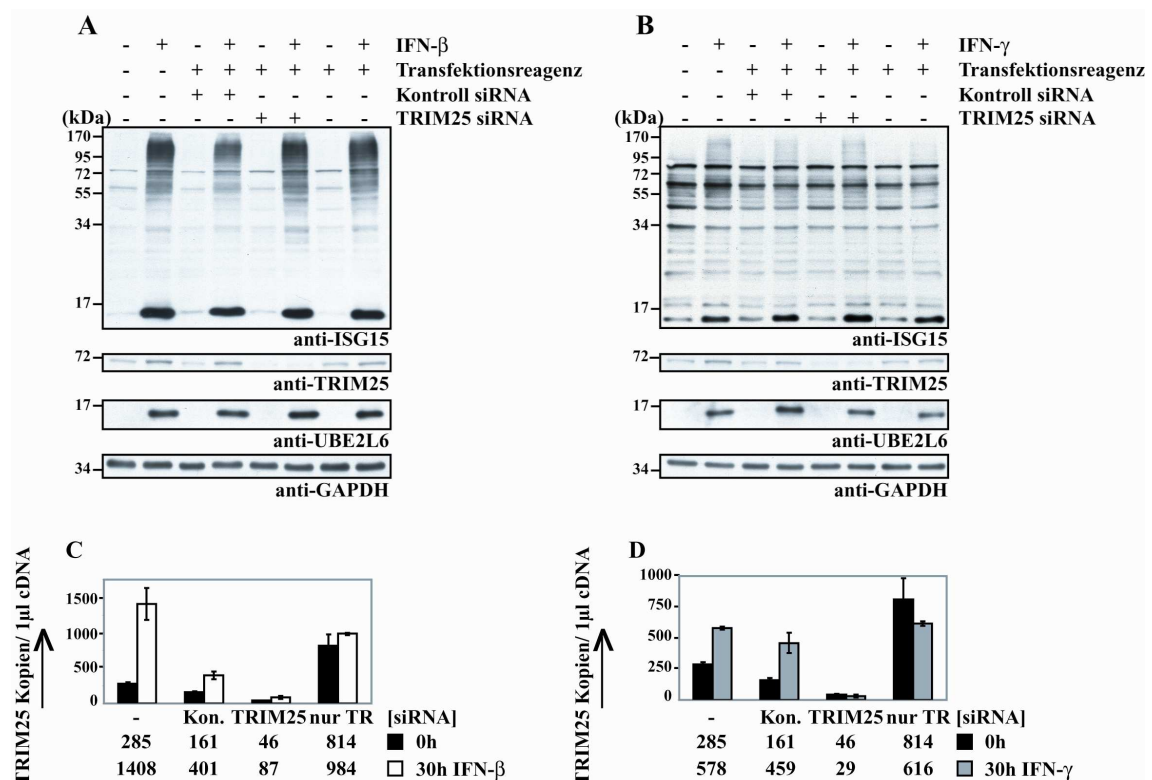 A
- + - + - + - + IFN-β
- - + + + + + + Transfektionsreagenz
- - + + - - - - Kontroll siRNA
- - - - + + - - TRIM25 siRNA
(kDa)
170
95
72
55
34
17
anti-ISG15
72
anti-TRIM25
17
anti-UBE2L6
34
anti-GAPDH
B
- + - + - + - + IFN-γ
- - + + + + + + Transfektionsreagenz
- - + + - - - - Kontroll siRNA
- - - - + + - - TRIM25 siRNA
(kDa)
170
95
72
55
34
17
anti-ISG15
72
anti-TRIM25
17
anti-UBE2L6
34
anti-GAPDH
C
TRIM25 Kopien/ 1µl cDNA
1500
1000
500
0
- Kon. TRIM25 nur TR [siRNA]
285 161 46 814 0h
1408 401 87 984 30h IFN-β
D
TRIM25 Kopien/ 1µl cDNA
1000
750
500
250
0
- Kon. TRIM25 nur TR [siRNA]
285 161 46 814 0h
578 459 29 616 30h IFN-γ